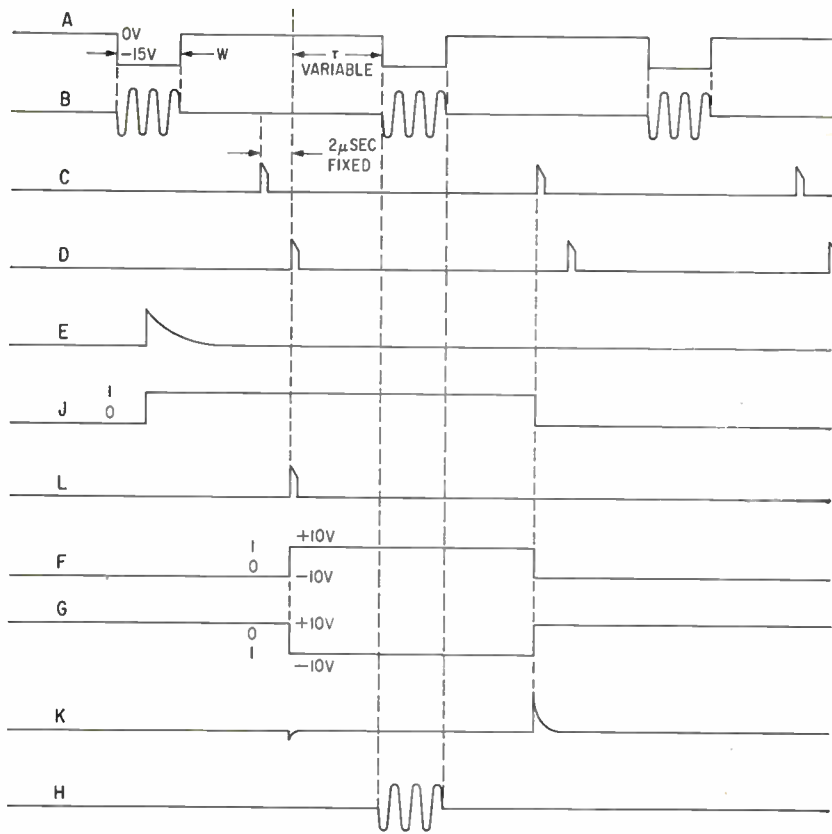 A
0V
-15V
W
τ
VARIABLE
B
2μSEC
FIXED
C
D
E
J
1
0
L
F
1
0
+10V
-10V
G
0
1
+10V
-10V
K
H